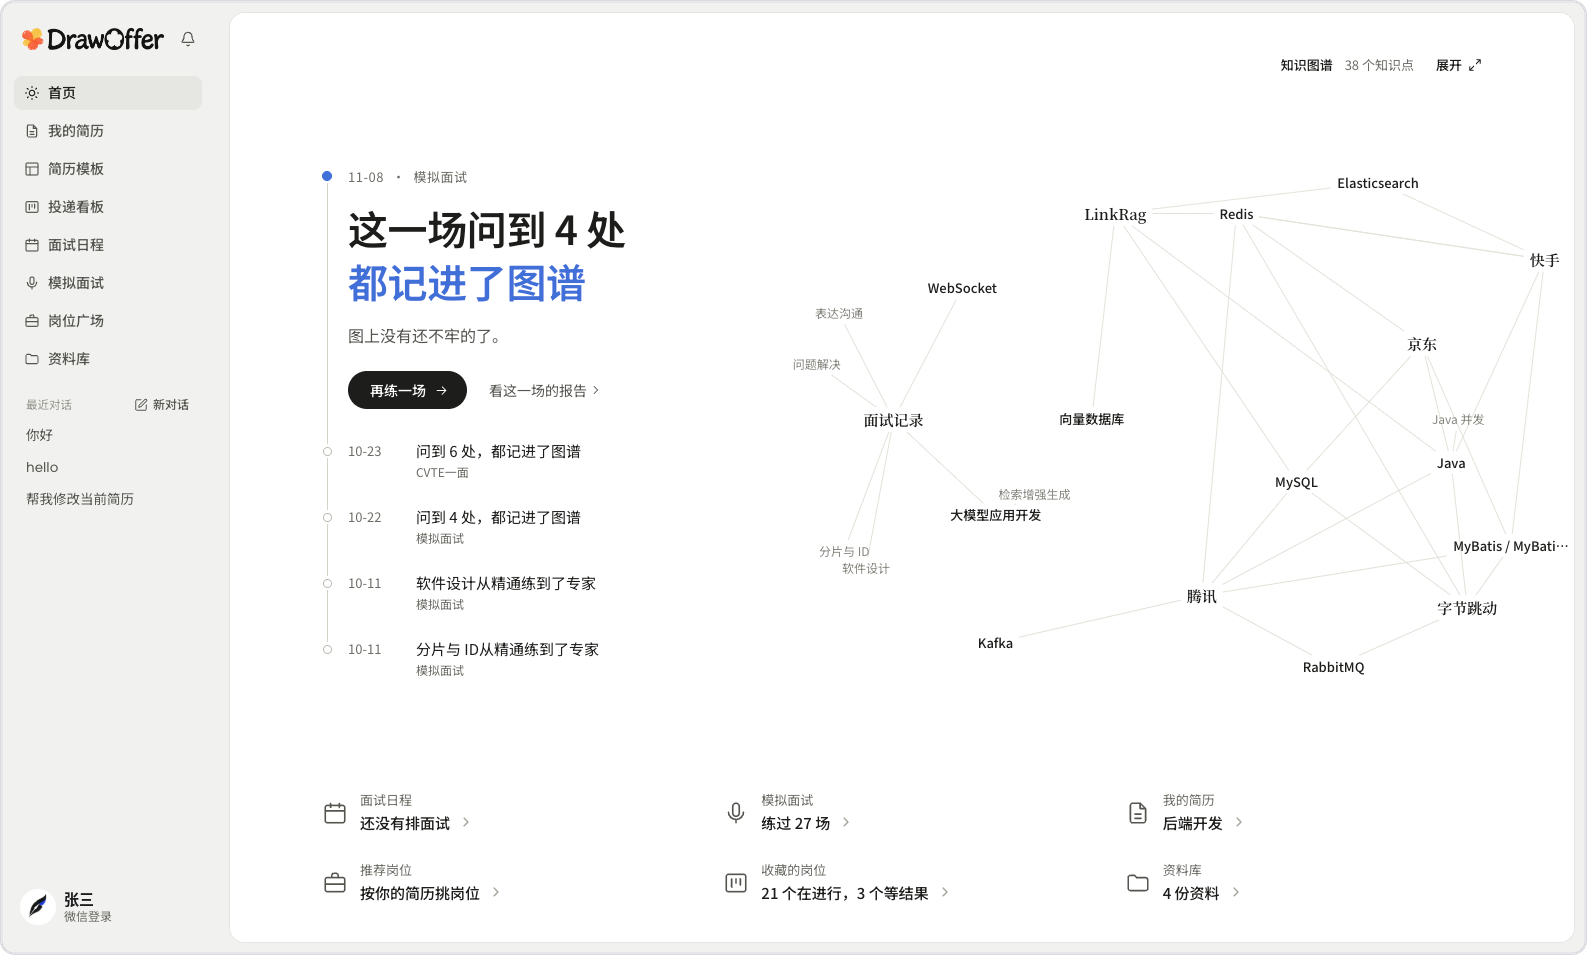 DrawOffer
首页
我的简历
简历模板
投递看板
面试日程
模拟面试
岗位广场
资料库
最近对话 新对话
你好
hello
帮我修改当前简历
张三
微信登录
知识图谱 38 个知识点 展开
11-08 · 模拟面试
这一场问到 4 处
都记进了图谱
图上没有还不牢的了。
再练一场 → 看这一场的报告 >
10-23 问到 6 处，都记进了图谱
CVTE一面
10-22 问到 4 处，都记进了图谱
模拟面试
10-11 软件设计从精通练到了专家
模拟面试
10-11 分片与 ID从精通练到了专家
模拟面试
Elasticsearch
LinkRag
Redis
快手
WebSocket
表达沟通
京东
问题解决
面试记录
向量数据库
Java 并发
Java
MySQL
检索增强生成
大模型应用开发
MyBatis / MyBati…
分片与 ID
软件设计
腾讯
字节跳动
Kafka
RabbitMQ
面试日程
还没有排面试 >
模拟面试
练过 27 场 >
我的简历
后端开发 >
推荐岗位
按你的简历挑岗位 >
收藏的岗位
21 个在进行，3 个等结果 >
资料库
4 份资料 >